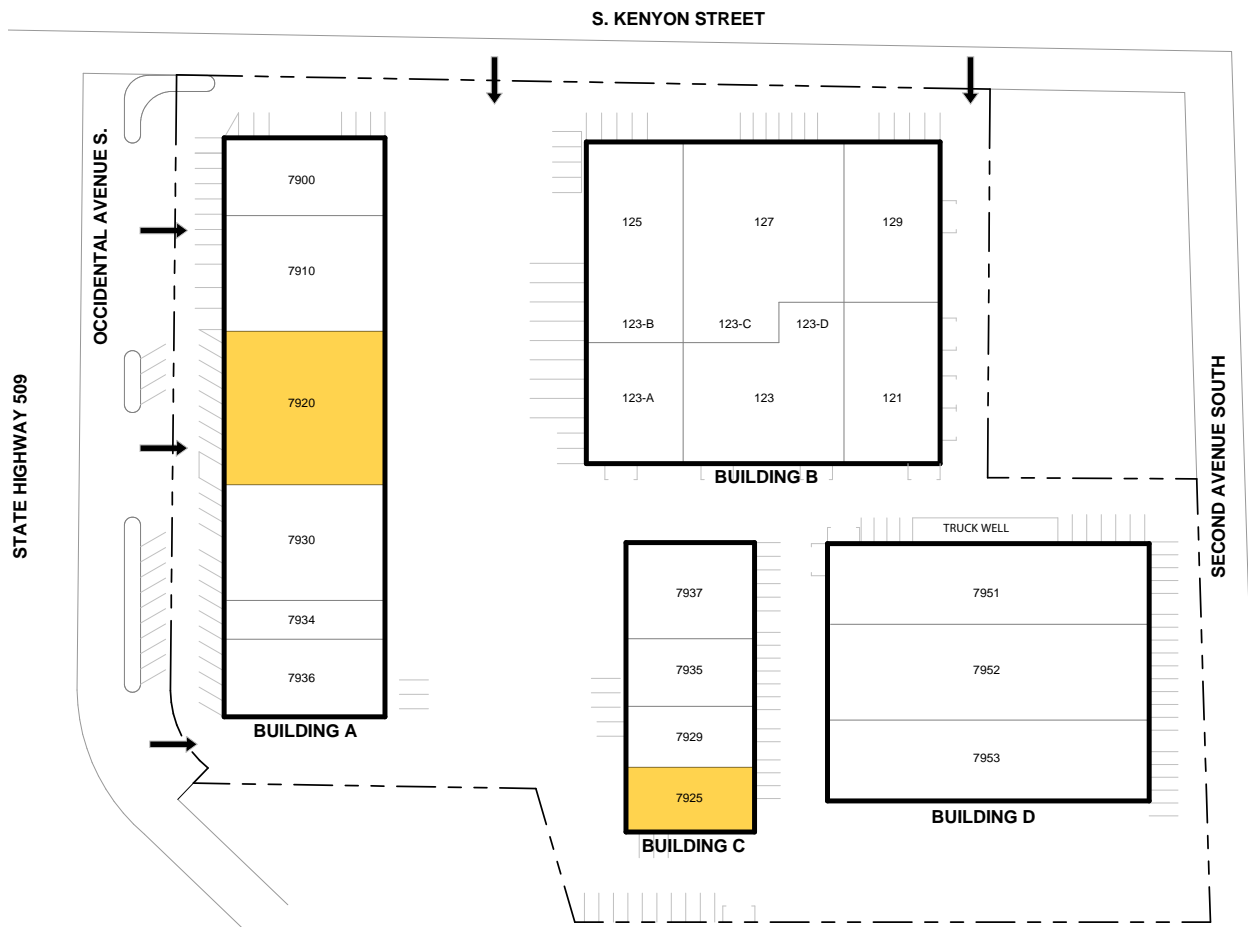 S. KENYON STREET
OCCIDENTAL AVENUE S.
STATE HIGHWAY 509
7900
7910
7920
7930
7934
7936
BUILDING A
125
127
129
123-B
123-C
123-D
123-A
123
121
BUILDING B
7937
7935
7929
7925
BUILDING C
TRUCK WELL
7951
7952
7953
BUILDING D
SECOND AVENUE SOUTH